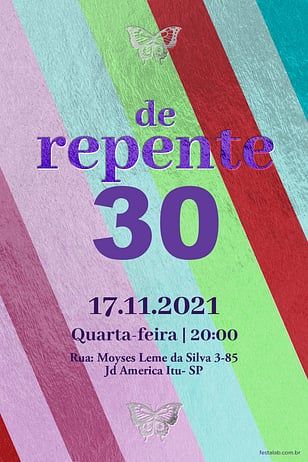 de
repente
30
17.11.2021
Quarta-feira | 20:00
Rua: Moyses Leme da Silva 3-85
Jd America Itu- SP
festalab.com.br